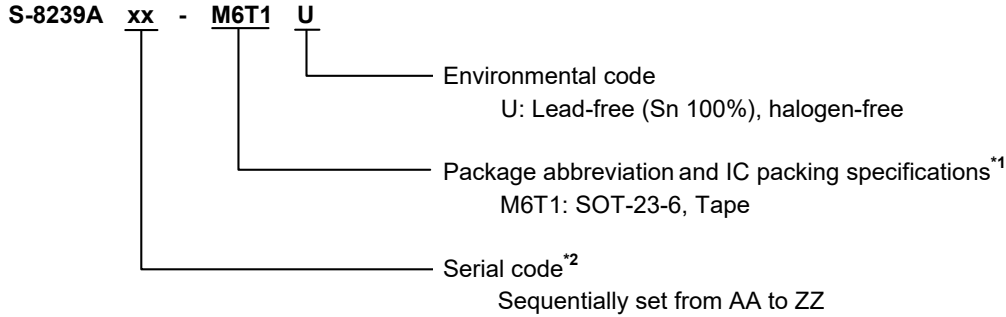 S-8239A xx - M6T1 U
Environmental code
U: Lead-free (Sn 100%), halogen-free
Package abbreviation and IC packing specifications*1
M6T1: SOT-23-6, Tape
Serial code*2
Sequentially set from AA to ZZ